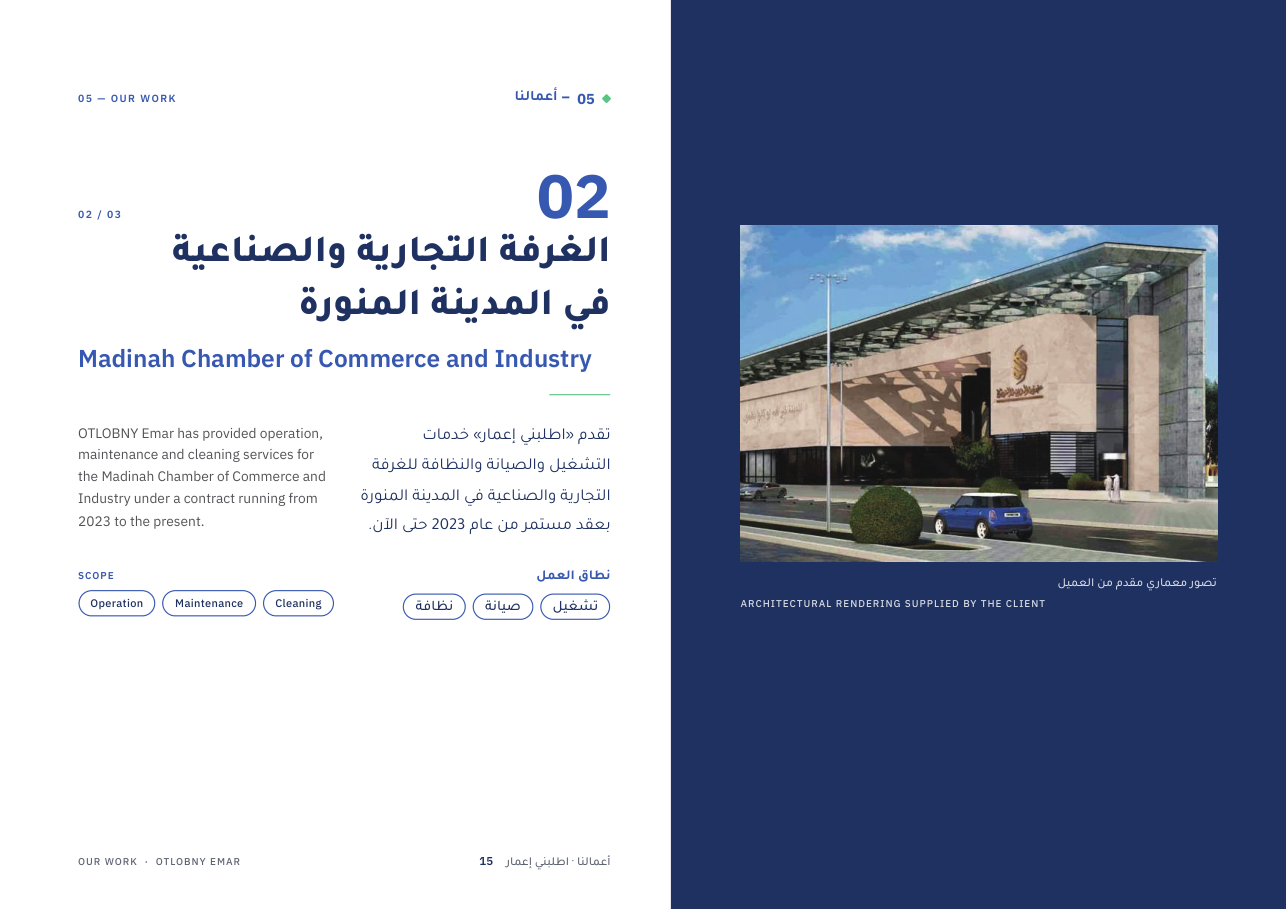 05 — OUR WORK
05 – أعمالنا
02 / 03
02
الغرفة التجارية والصناعية
في المدينة المنورة
Madinah Chamber of Commerce and Industry
OTLOBNY Emar has provided operation,
maintenance and cleaning services for
the Madinah Chamber of Commerce and
Industry under a contract running from
2023 to the present.
تقدم «اطلبني إعمار» خدمات
التشغيل والصيانة والنظافة للغرفة
التجارية والصناعية في المدينة المنورة
بعقد مستمر من عام 2023 حتى الآن.
SCOPE
Operation Maintenance Cleaning
نطاق العمل
تشغيل صيانة نظافة
تصور معماري مقدم من العميل
ARCHITECTURAL RENDERING SUPPLIED BY THE CLIENT
OUR WORK · OTLOBNY EMAR
أعمالنا · اطلبني إعمار 15